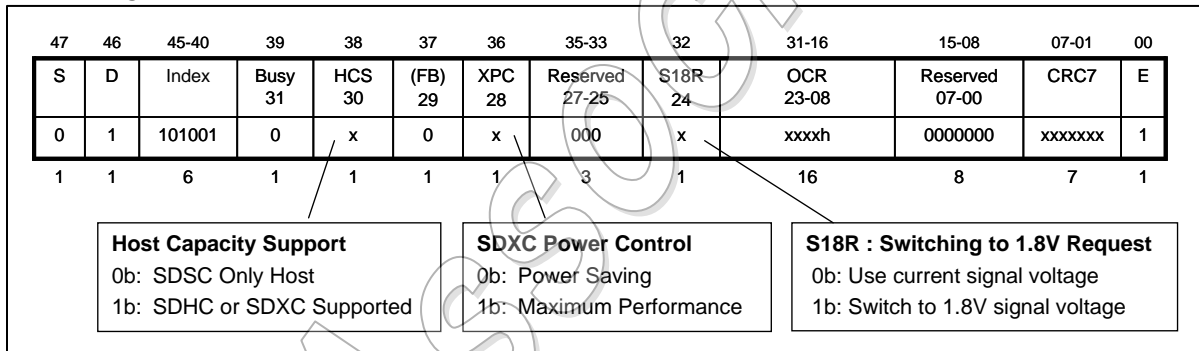 47 46 45-40 39 38 37 36 35-33 32 31-16 15-08 07-01 00
S D Index Busy HCS (FB) XPC Reserved S18R OCR Reserved CRC7 E
31 30 29 28 27-25 24 23-08 07-00
0 1 101001 0 x 0 x 000 x xxxxh 0000000 xxxxxxx 1
1 1 6 1 1 1 1 3 1 16 8 7 1
Host Capacity Support
0b: SDSC Only Host
1b: SDHC or SDXC Supported
SDXC Power Control
0b: Power Saving
1b: Maximum Performance
S18R : Switching to 1.8V Request
0b: Use current signal voltage
1b: Switch to 1.8V signal voltage